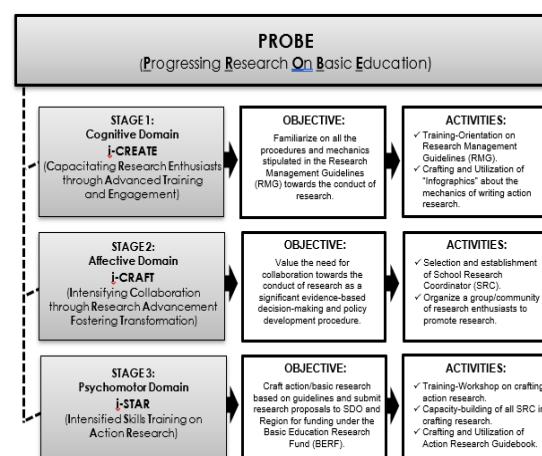 PROBE
(Progressing Research On Basic Education)
STAGE 1:
Cognitive Domain
i-CREATE
(Capacitating Research Enthusiasts
through Advanced Training
and Engagement)
OBJECTIVE:
Familiarize on all the
procedures and mechanics
stipulated in the Research
Management Guidelines
(RMG) towards the conduct of
research.
ACTIVITIES:
✓ Training-Orientation on
Research Management
Guidelines (RMG).
✓ Crafting and Utilization of
"Infographics" about the
mechanics of writing action
research.
STAGE 2:
Affective Domain
i-CRAFT
(Intensifying Collaboration
through Research Advancement
Fostering Transformation)
OBJECTIVE:
Value the need for
collaboration towards the
conduct of research as a
significant evidence-based
decision-making and policy
development procedure.
ACTIVITIES:
✓ Selection and establishment
of School Research
Coordinator (SRC).
✓ Organize a group/community
of research enthusiasts to
promote research.
STAGE 3:
Psychomotor Domain
i-STAR
(Intensified Skills Training on
Action Research)
OBJECTIVE:
Craft action/basic research
based on guidelines and submit
research proposals to SDO and
Region for funding under the
Basic Education Research
Fund (BERF).
ACTIVITIES:
✓ Training-Workshop on crafting
action research.
✓ Capacity-building of all SRC in
crafting research.
✓ Crafting and Utilization of
Action Research Guidebook.